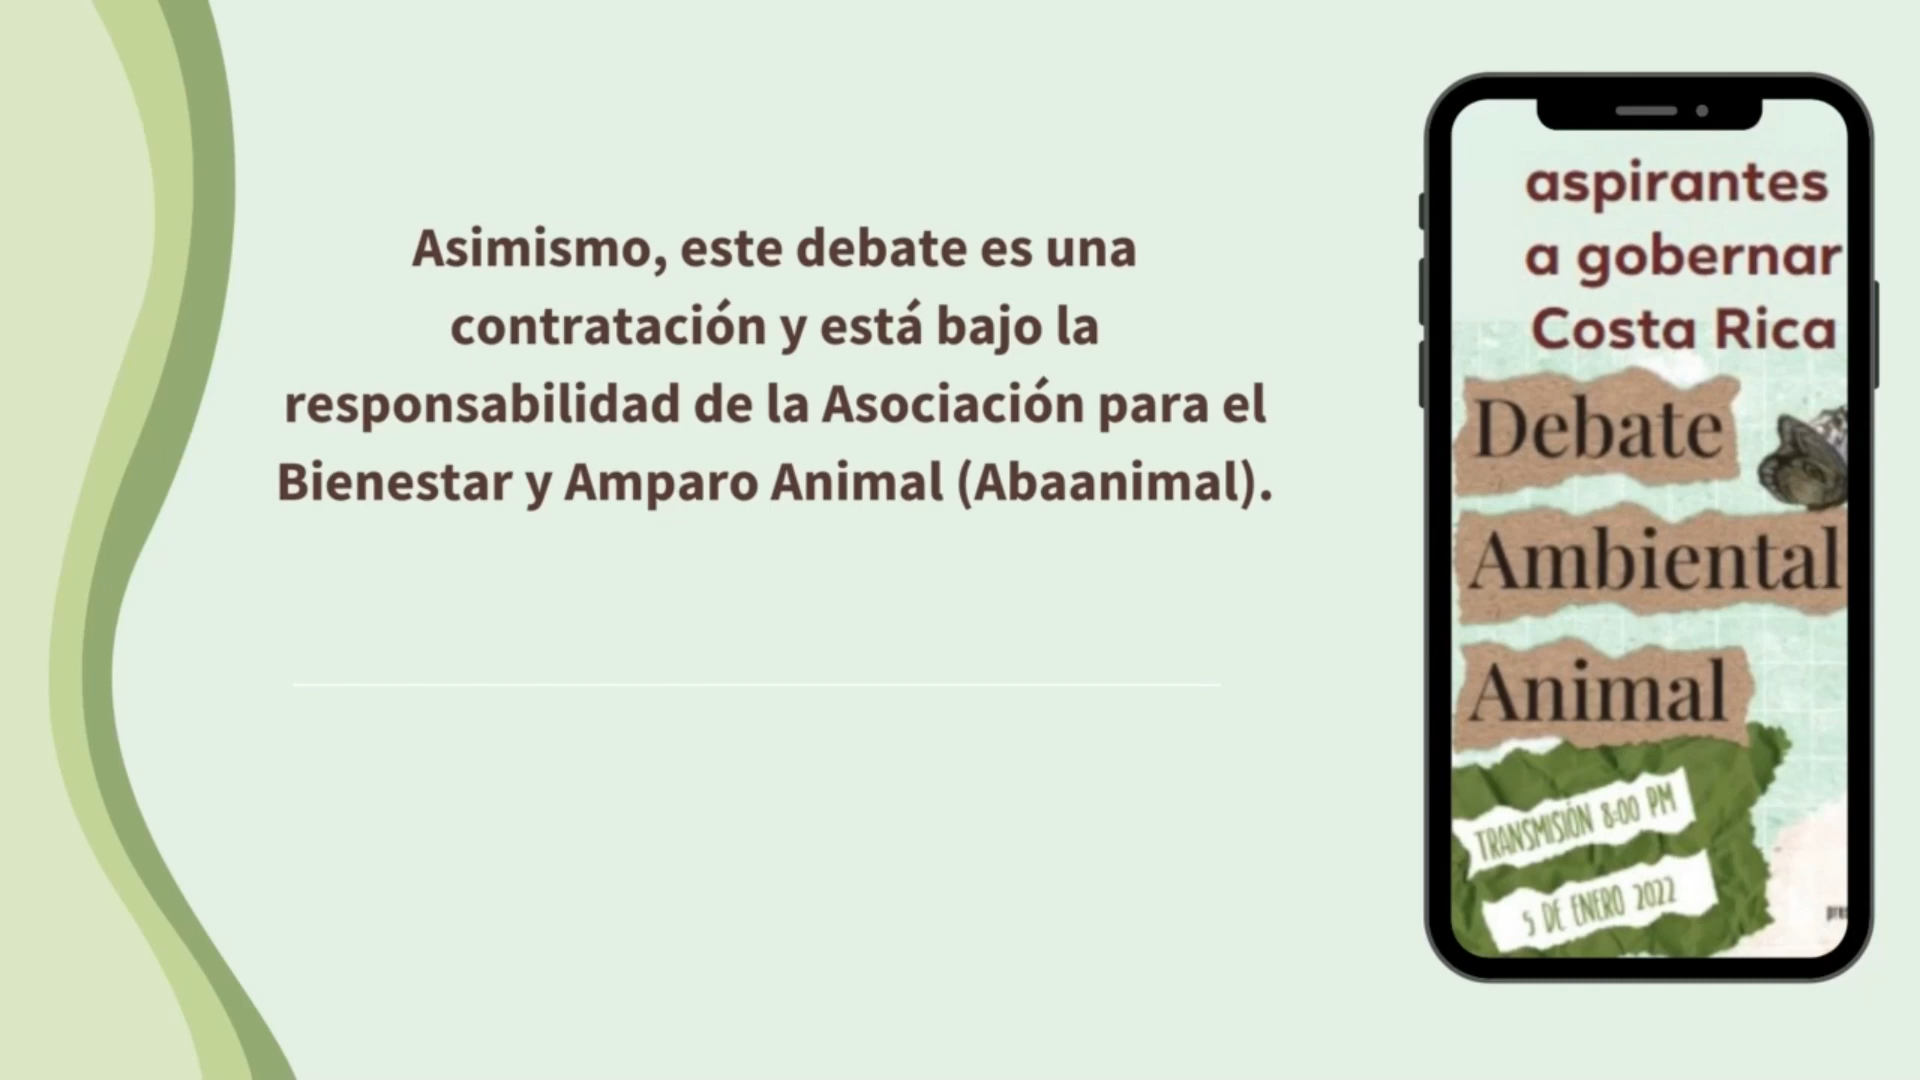 Asimismo, este debate es una
contratación y está bajo la
responsabilidad de la Asociación para el
Bienestar y Amparo Animal (Abaanimal).
aspirantes
a gobernar
Costa Rica
Debate
Ambiental
Animal
TRANSMISIÓN 8:00 PM
5 DE ENERO 2022